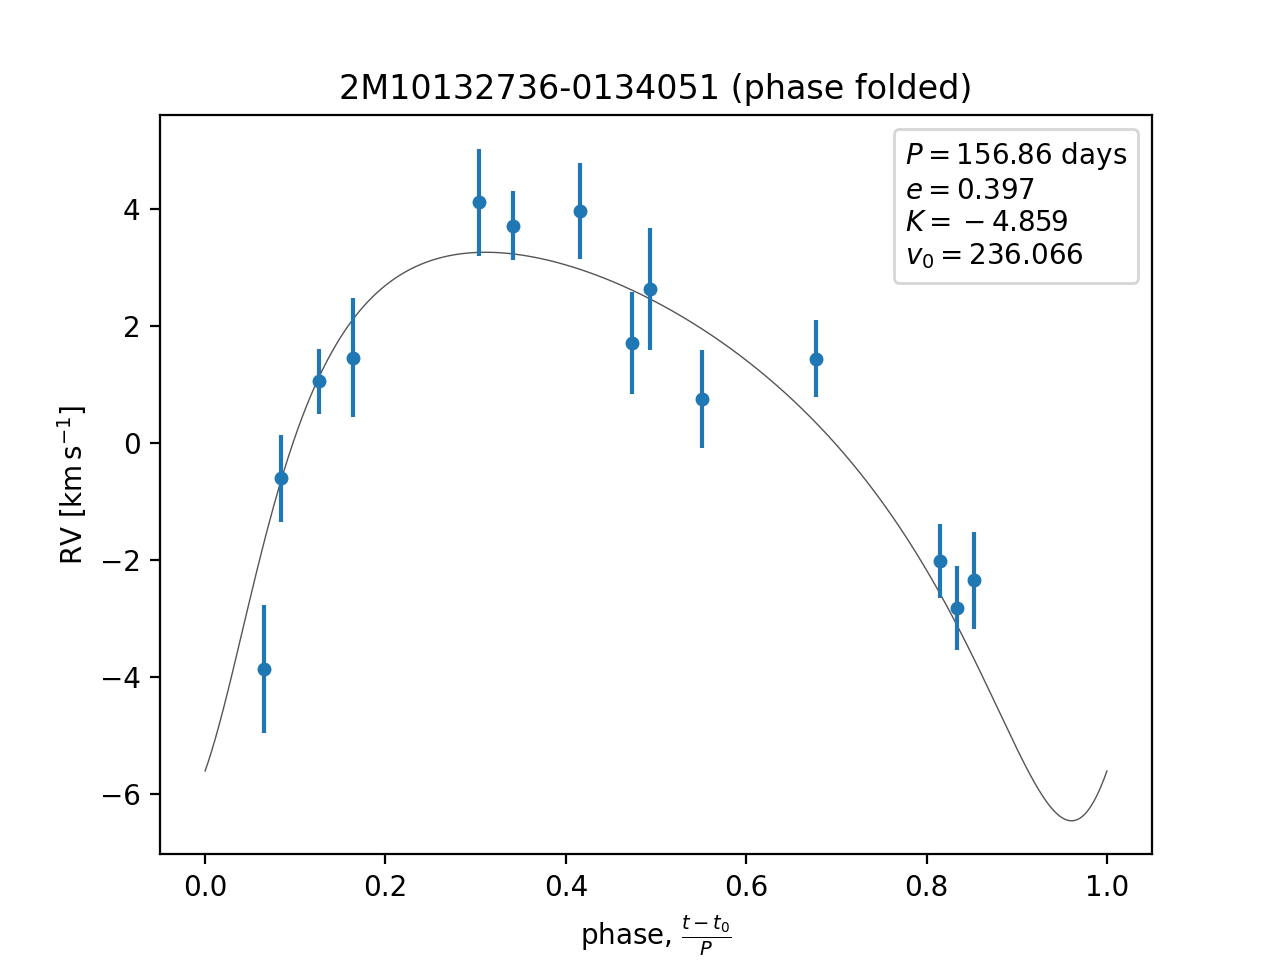 2M10132736-0134051 (phase folded)
P = 156.86 days
e = 0.397
K = −4.859
v₀ = 236.066
RV [km s⁻¹]
4
2
0
−2
−4
−6
0.0 0.2 0.4 0.6 0.8 1.0
phase, (t − t₀)/P